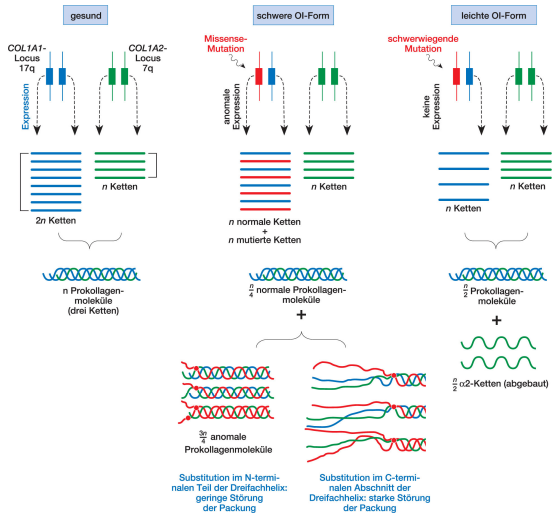 gesund
schwere OI-Form
leichte OI-Form
COL1A1-
Locus
17q
COL1A2-
Locus
7q
Missense-
Mutation
schwerwiegende
Mutation
Expression
anomale
Expression
keine
Expression
2n Ketten
n Ketten
n normale Ketten
+
n mutierte Ketten
n Ketten
n Ketten
n Ketten
n Prokollagen-
moleküle
(drei Ketten)
n/4 normale Prokollagen-
moleküle
+
n/2 Prokollagen-
moleküle
+
n/2 α2-Ketten (abgebaut)
3n/4 anomale
Prokollagenmoleküle
Substitution im N-termi-
nalen Teil der Dreifachhelix:
geringe Störung
der Packung
Substitution im C-termi-
nalen Abschnitt der
Dreifachhelix: starke Störung
der Packung